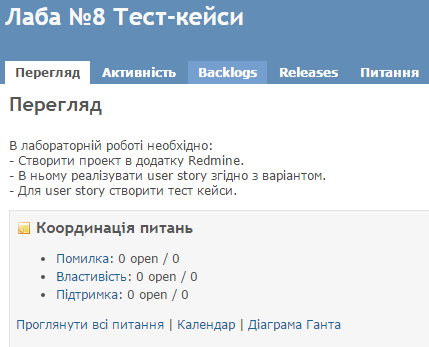 Лаба №8 Тест-кейси
Перегляд Активність Backlogs Releases Питання
Перегляд
В лабораторній роботі необхідно:
- Створити проект в додатку Redmine.
- В ньому реалізувати user story згідно з варіантом.
- Для user story створити тест кейси.
Координація питань
Помилка: 0 open / 0
Властивість: 0 open / 0
Підтримка: 0 open / 0
Проглянути всі питання | Календар | Діаграма Ганта